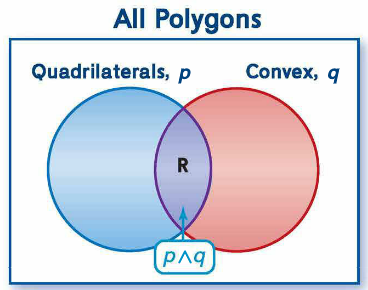 All Polygons
Quadrilaterals, p
Convex, q
R
p∧q